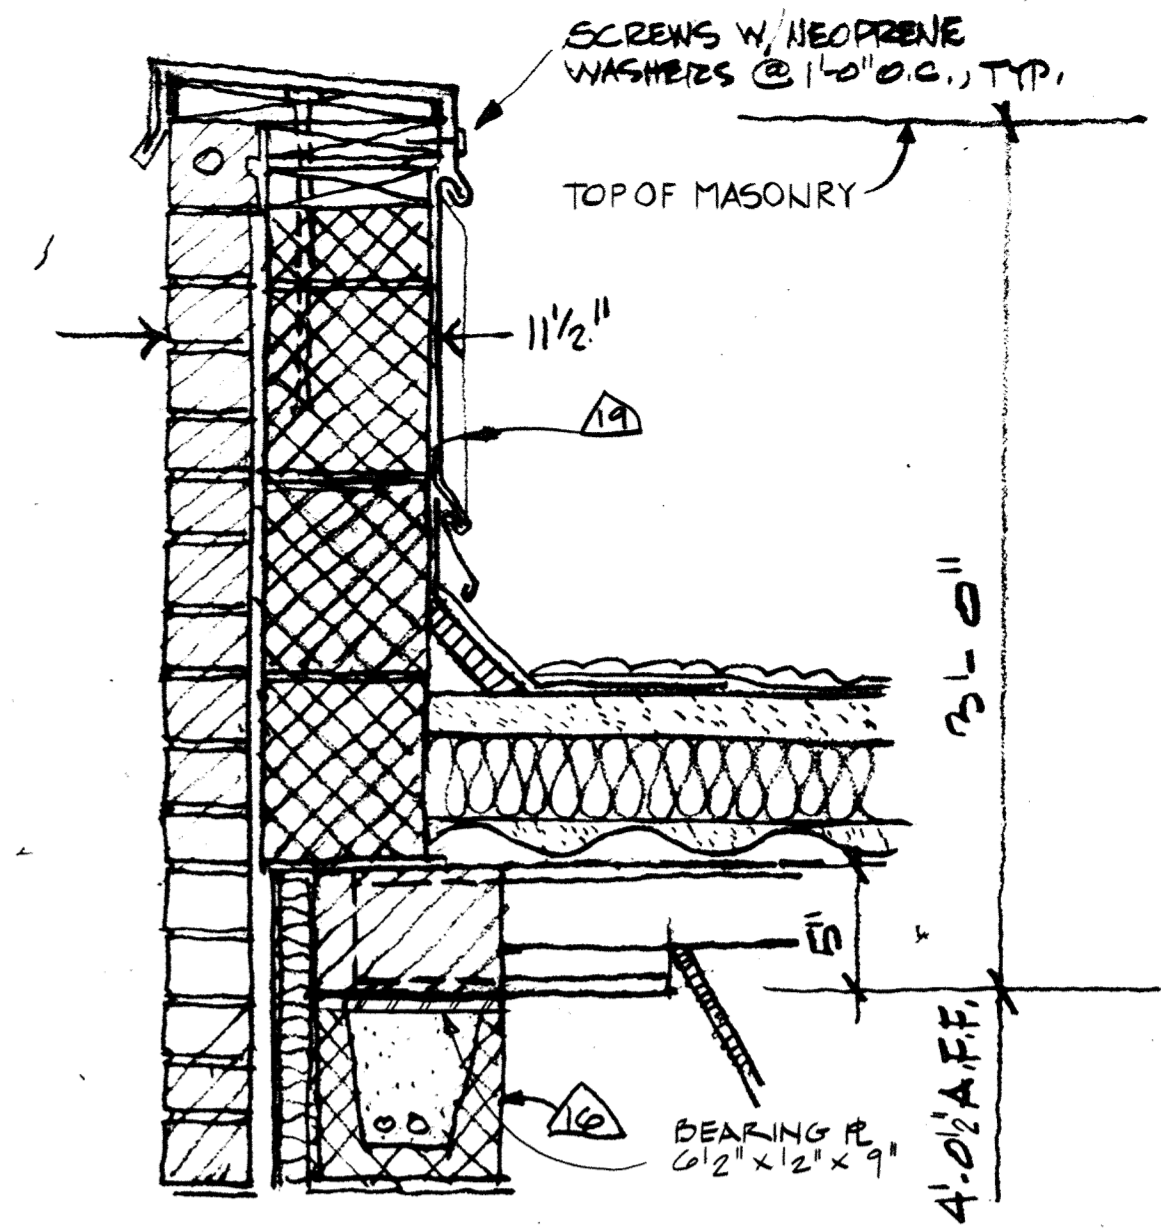 SCREWS W/NEOPRENE
WASHERS @ 1'-0" O.C., TYP.
TOP OF MASONRY
11 1/2"
19
3'-0"
5"
16
BEARING PL
6 1/2" x 1/2" x 9"
4'-0 1/2" A.F.F.